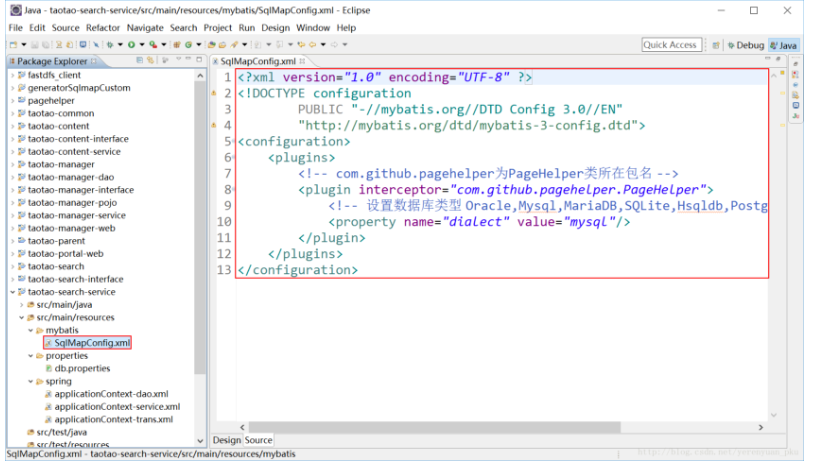 Java - taotao-search-service/src/main/resources/mybatis/SqlMapConfig.xml - Eclipse
File Edit Source Refactor Navigate Search Project Run Design Window Help
Quick Access
Debug
Java
Package Explorer
fastdfs_client
generatorSqlmapCustom
pagehelper
taotao-common
taotao-content
taotao-content-interface
taotao-content-service
taotao-manager
taotao-manager-dao
taotao-manager-interface
taotao-manager-pojo
taotao-manager-service
taotao-manager-web
taotao-parent
taotao-portal-web
taotao-search
taotao-search-interface
taotao-search-service
src/main/java
src/main/resources
mybatis
SqlMapConfig.xml
properties
db.properties
spring
applicationContext-dao.xml
applicationContext-service.xml
applicationContext-trans.xml
src/test/java
src/test/resources
SqlMapConfig.xml
1 <?xml version="1.0" encoding="UTF-8" ?>
2 <!DOCTYPE configuration
3 PUBLIC "-//mybatis.org//DTD Config 3.0//EN"
4 "http://mybatis.org/dtd/mybatis-3-config.dtd">
5 <configuration>
6 <plugins>
7 <!-- com.github.pagehelper为PageHelper类所在包名 -->
8 <plugin interceptor="com.github.pagehelper.PageHelper">
9 <!-- 设置数据库类型 Oracle,Mysql,MariaDB,SQLite,Hsqldb,Postg
10 <property name="dialect" value="mysql"/>
11 </plugin>
12 </plugins>
13 </configuration>
Design Source
SqlMapConfig.xml - taotao-search-service/src/main/resources/mybatis